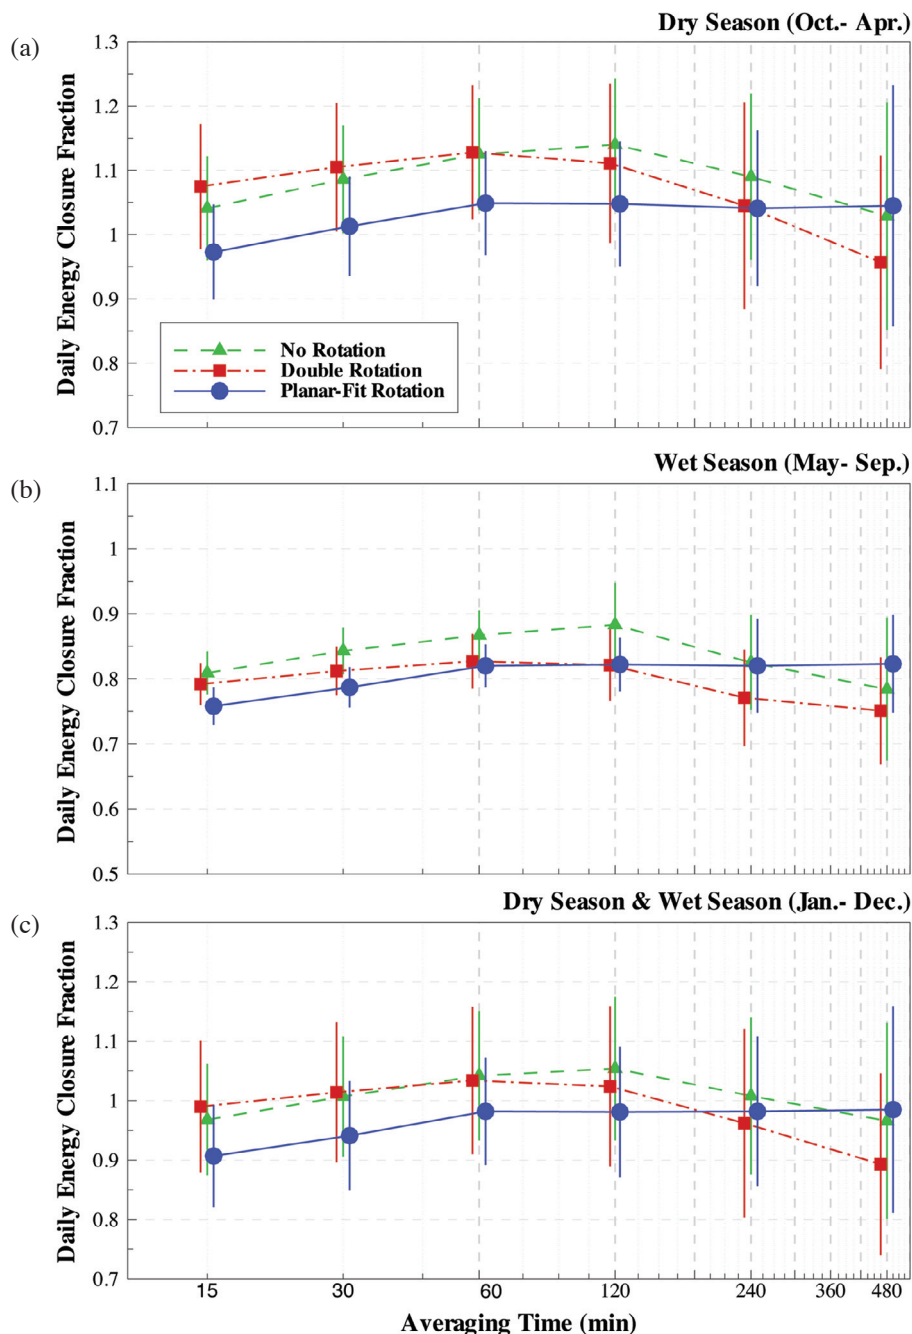 (a)
Dry Season (Oct.- Apr.)
Daily Energy Closure Fraction
1.3
1.2
1.1
1
0.9
0.8
0.7
No Rotation
Double Rotation
Planar-Fit Rotation
(b)
Wet Season (May- Sep.)
Daily Energy Closure Fraction
1.1
1
0.9
0.8
0.7
0.6
0.5
(c)
Dry Season & Wet Season (Jan.- Dec.)
Daily Energy Closure Fraction
1.3
1.2
1.1
1
0.9
0.8
0.7
15 30 60 120 240 360 480
Averaging Time (min)